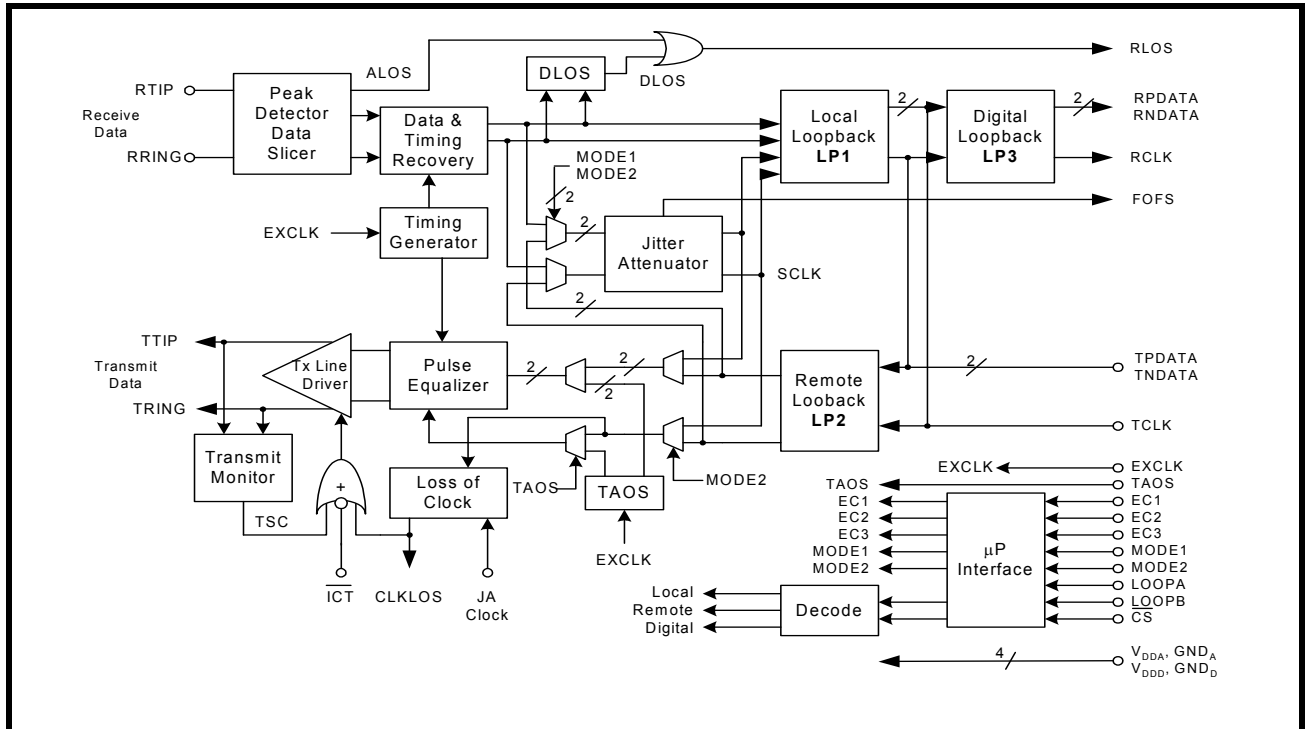 RLOS
ALOS
DLOS
DLOS
RTIP
Receive
Data
RRING
Peak
Detector
Data
Slicer
Data &
Timing
Recovery
Local
Loopback
LP1
2
Digital
Loopback
LP3
2
RPDATA
RNDATA
RCLK
MODE1
MODE2
2
FOFS
EXCLK
Timing
Generator
2
Jitter
Attenuator
SCLK
2
TTIP
Transmit
Data
TRING
Tx Line
Driver
Pulse
Equalizer
2
2
2
Remote
Looback
LP2
2
TPDATA
TNDATA
TCLK
Transmit
Monitor
TSC
+
Loss of
Clock
TAOS
TAOS
MODE2
EXCLK
ICT
CLKLOS
JA
Clock
EXCLK
EXCLK
TAOS
TAOS
EC1
EC1
EC2
EC2
EC3
EC3
MODE1
MODE1
MODE2
MODE2
μP
Interface
LOOPA
LOOPB
CS
Local
Remote
Digital
Decode
4
VDDA, GNDA
VDDD, GNDD